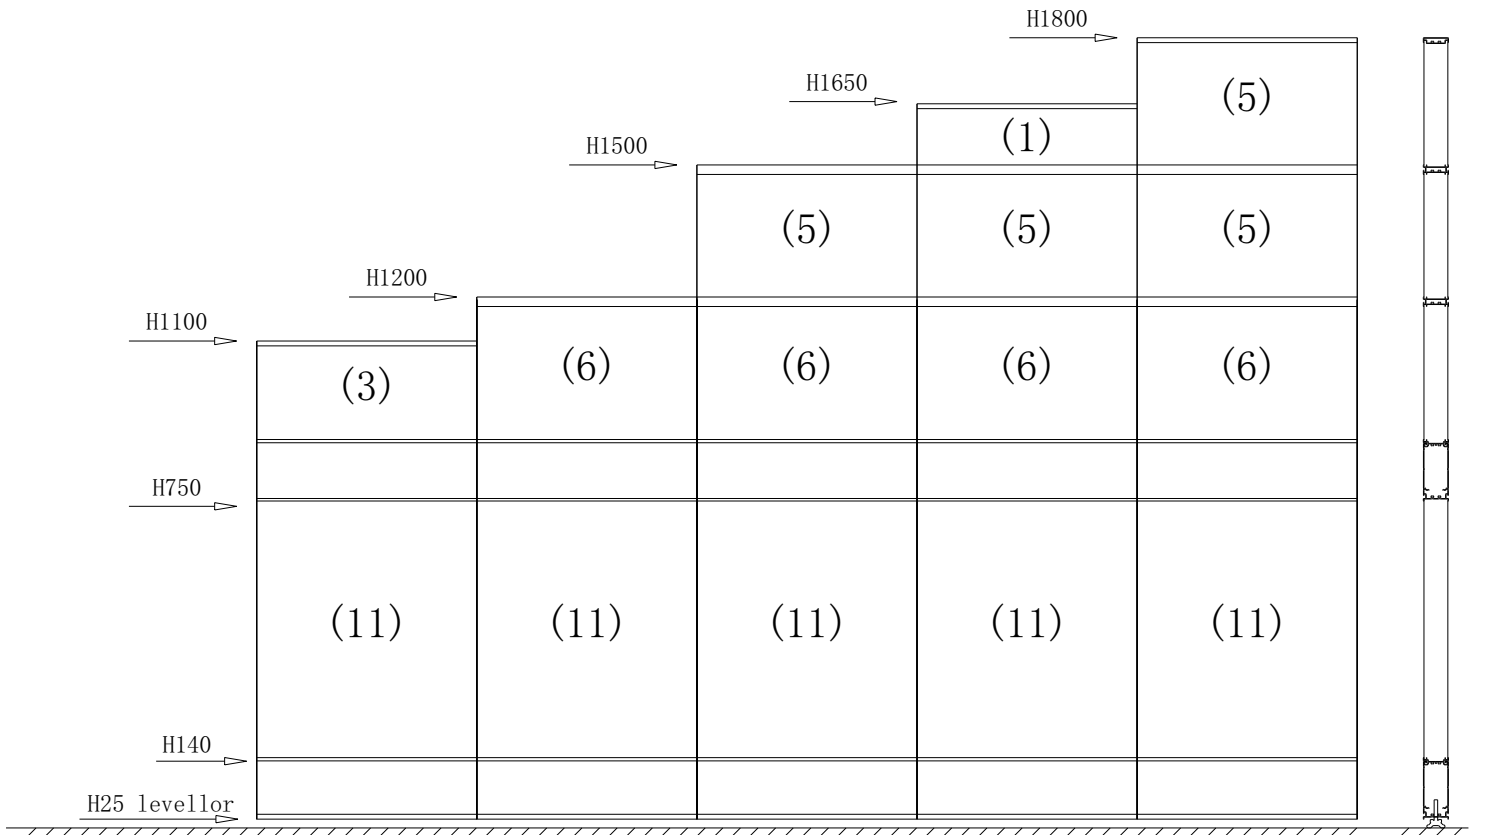 H1800
(5)
H1650
(1)
H1500
(5) (5) (5)
H1200
H1100
(3) (6) (6) (6) (6)
H750
(11) (11) (11) (11) (11)
H140
H25 levellor